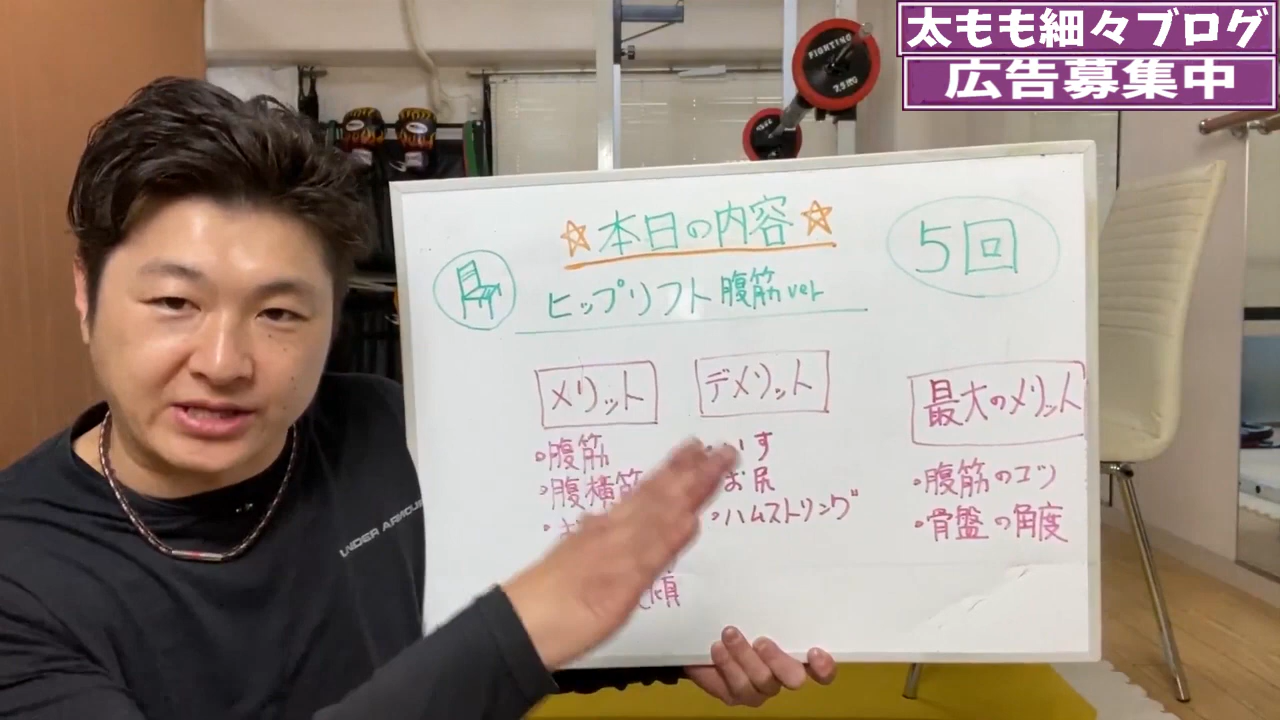 太もも細々ブログ
広告募集中
FIGHTING
2.5KG
☆本日の内容☆
5回
ヒップリフト腹筋ver
メリット
デメリット
最大のメリット
・腹筋
・いす
・腹横筋
・お尻
・腹筋のコツ
・ハムストリング
・骨盤の角度
傾
UNDER ARMOUR